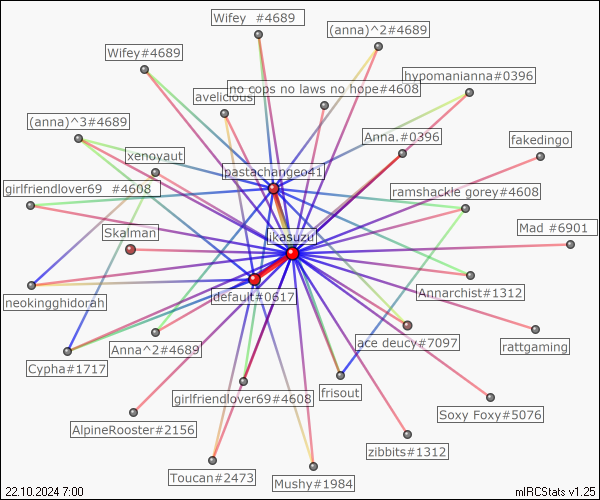 Wifey #4689
(anna)^2#4689
Wifey#4689
hypomanianna#0396
no cops no laws no hope#4608
avelicious
(anna)^3#4689
Anna.#0396
fakedingo
xenoyaut
pastachangeo41
girlfriendlover69 #4608
ramshackle gorey#4608
Skalman
ikasuzu
Mad #6901
neokingghidorah
default#0617
Annarchist#1312
Anna^2#4689
ace deucy#7097
rattgaming
Cypha#1717
girlfriendlover69#4608
frisout
Soxy Foxy#5076
AlpineRooster#2156
zibbits#1312
Toucan#2473
Mushy#1984
22.10.2024 7:00
mIRCStats v1.25